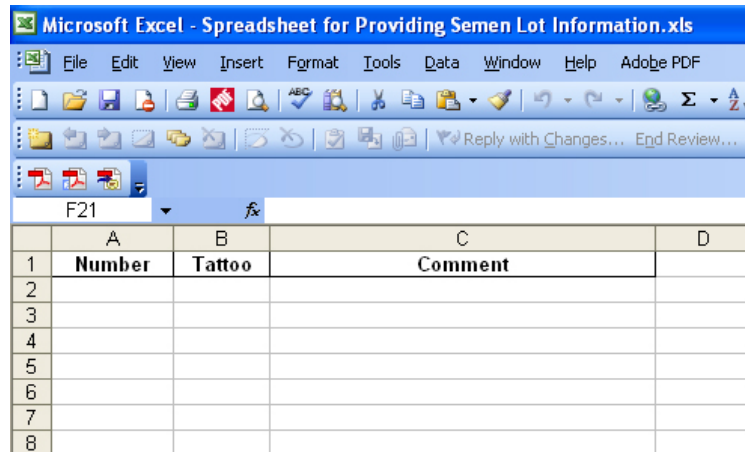 Microsoft Excel - Spreadsheet for Providing Semen Lot Information.xls
File Edit View Insert Format Tools Data Window Help Adobe PDF
ABC Σ A Z
Reply with Changes... End Review...
F21 fx
A B C D
1 Number Tattoo Comment
2
3
4
5
6
7
8